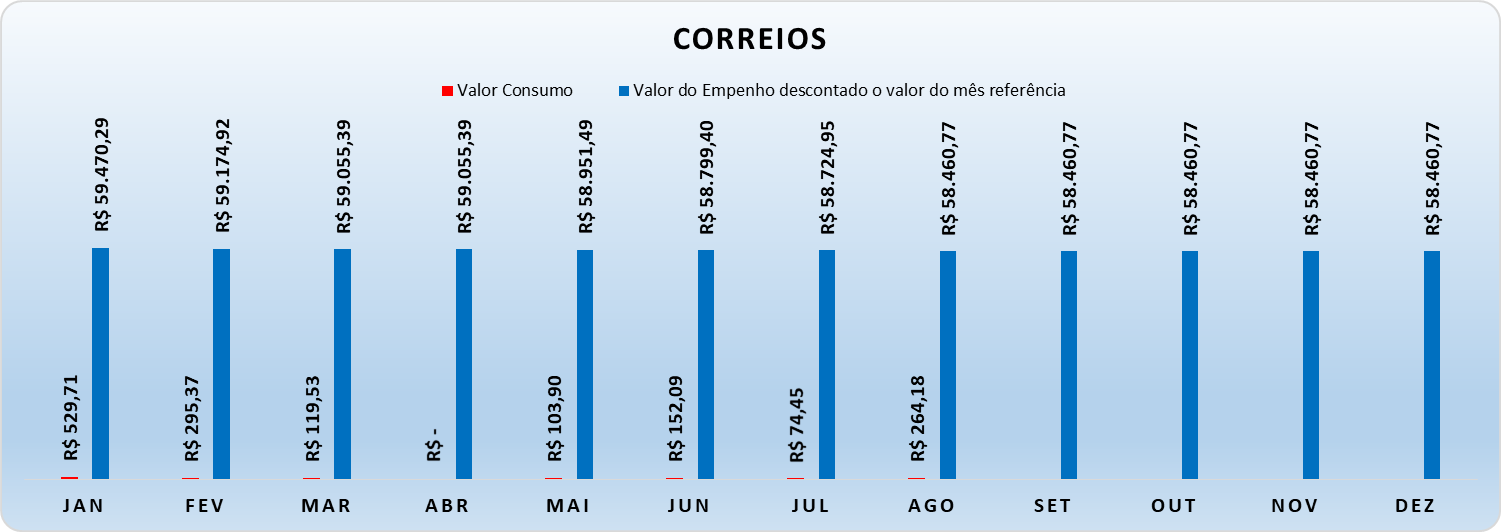 CORREIOS
Valor Consumo
Valor do Empenho descontado o valor do mês referência
R$ 529,71
R$ 59.470,29
R$ 295,37
R$ 59.174,92
R$ 119,53
R$ 59.055,39
R$ -
R$ 59.055,39
R$ 103,90
R$ 58.951,49
R$ 152,09
R$ 58.799,40
R$ 74,45
R$ 58.724,95
R$ 264,18
R$ 58.460,77
R$ 58.460,77
R$ 58.460,77
R$ 58.460,77
R$ 58.460,77
JAN
FEV
MAR
ABR
MAI
JUN
JUL
AGO
SET
OUT
NOV
DEZ